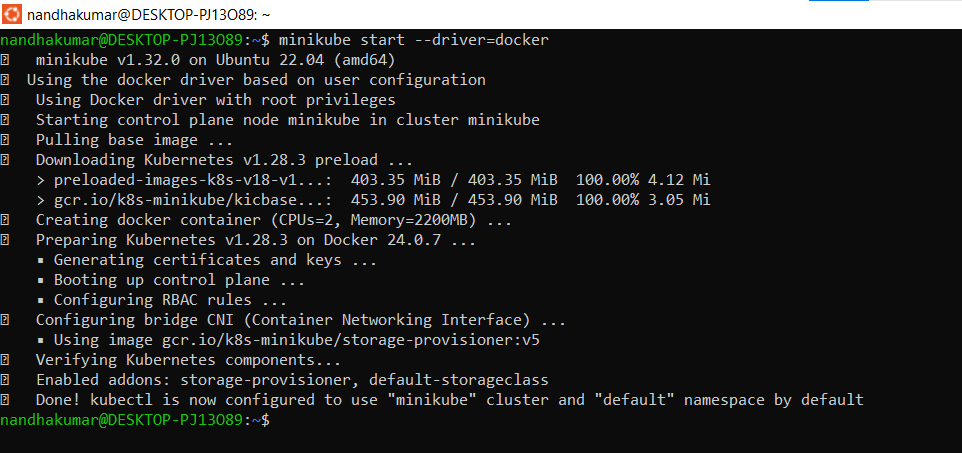 nandhakumar@DESKTOP-PJ13O89: ~
nandhakumar@DESKTOP-PJ13O89:~$ minikube start --driver=docker
minikube v1.32.0 on Ubuntu 22.04 (amd64)
Using the docker driver based on user configuration
Using Docker driver with root privileges
Starting control plane node minikube in cluster minikube
Pulling base image ...
Downloading Kubernetes v1.28.3 preload ...
> preloaded-images-k8s-v18-v1...: 403.35 MiB / 403.35 MiB 100.00% 4.12 Mi
> gcr.io/k8s-minikube/kicbase...: 453.90 MiB / 453.90 MiB 100.00% 3.05 Mi
Creating docker container (CPUs=2, Memory=2200MB) ...
Preparing Kubernetes v1.28.3 on Docker 24.0.7 ...
▪ Generating certificates and keys ...
▪ Booting up control plane ...
▪ Configuring RBAC rules ...
Configuring bridge CNI (Container Networking Interface) ...
▪ Using image gcr.io/k8s-minikube/storage-provisioner:v5
Verifying Kubernetes components...
Enabled addons: storage-provisioner, default-storageclass
Done! kubectl is now configured to use "minikube" cluster and "default" namespace by default
nandhakumar@DESKTOP-PJ13O89:~$